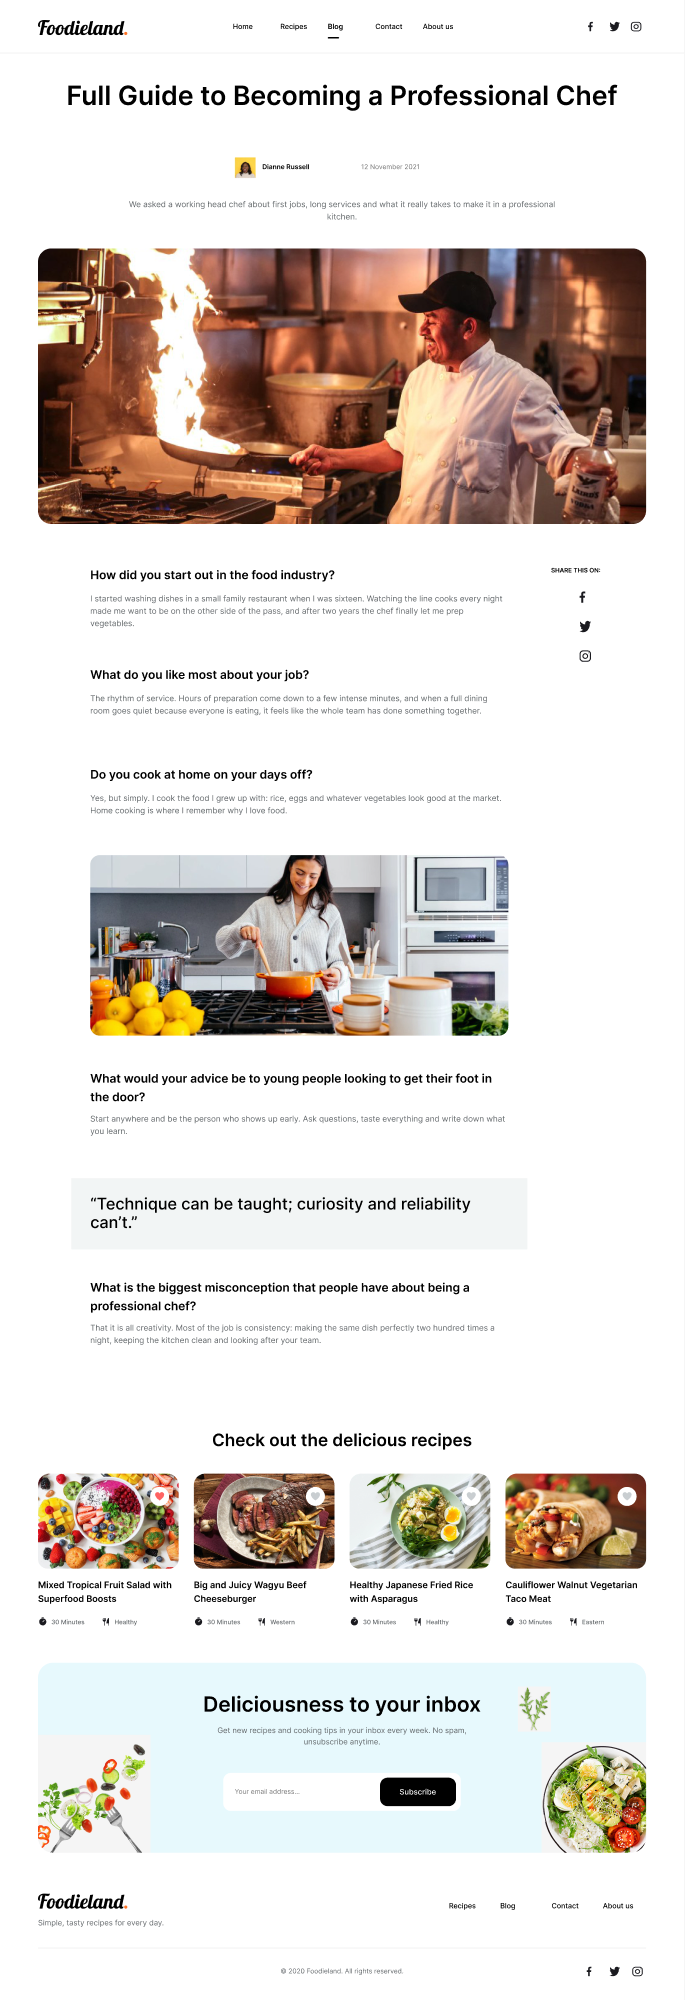 Foodieland.
Home
Recipes
Blog
Contact
About us
Full Guide to Becoming a Professional Chef
Dianne Russell
12 November 2021
We asked a working head chef about first jobs, long services and what it really takes to make it in a professional
kitchen.
How did you start out in the food industry?
I started washing dishes in a small family restaurant when I was sixteen. Watching the line cooks every night
made me want to be on the other side of the pass, and after two years the chef finally let me prep
vegetables.
SHARE THIS ON:
What do you like most about your job?
The rhythm of service. Hours of preparation come down to a few intense minutes, and when a full dining
room goes quiet because everyone is eating, it feels like the whole team has done something together.
Do you cook at home on your days off?
Yes, but simply. I cook the food I grew up with: rice, eggs and whatever vegetables look good at the market.
Home cooking is where I remember why I love food.
What would your advice be to young people looking to get their foot in
the door?
Start anywhere and be the person who shows up early. Ask questions, taste everything and write down what
you learn.
“Technique can be taught; curiosity and reliability
can’t.”
What is the biggest misconception that people have about being a
professional chef?
That it is all creativity. Most of the job is consistency: making the same dish perfectly two hundred times a
night, keeping the kitchen clean and looking after your team.
Check out the delicious recipes
Mixed Tropical Fruit Salad with
Superfood Boosts
30 Minutes
Healthy
Big and Juicy Wagyu Beef
Cheeseburger
30 Minutes
Western
Healthy Japanese Fried Rice
with Asparagus
30 Minutes
Healthy
Cauliflower Walnut Vegetarian
Taco Meat
30 Minutes
Eastern
Deliciousness to your inbox
Get new recipes and cooking tips in your inbox every week. No spam,
unsubscribe anytime.
Your email address...
Subscribe
Foodieland.
Simple, tasty recipes for every day.
Recipes
Blog
Contact
About us
© 2020 Foodieland. All rights reserved.